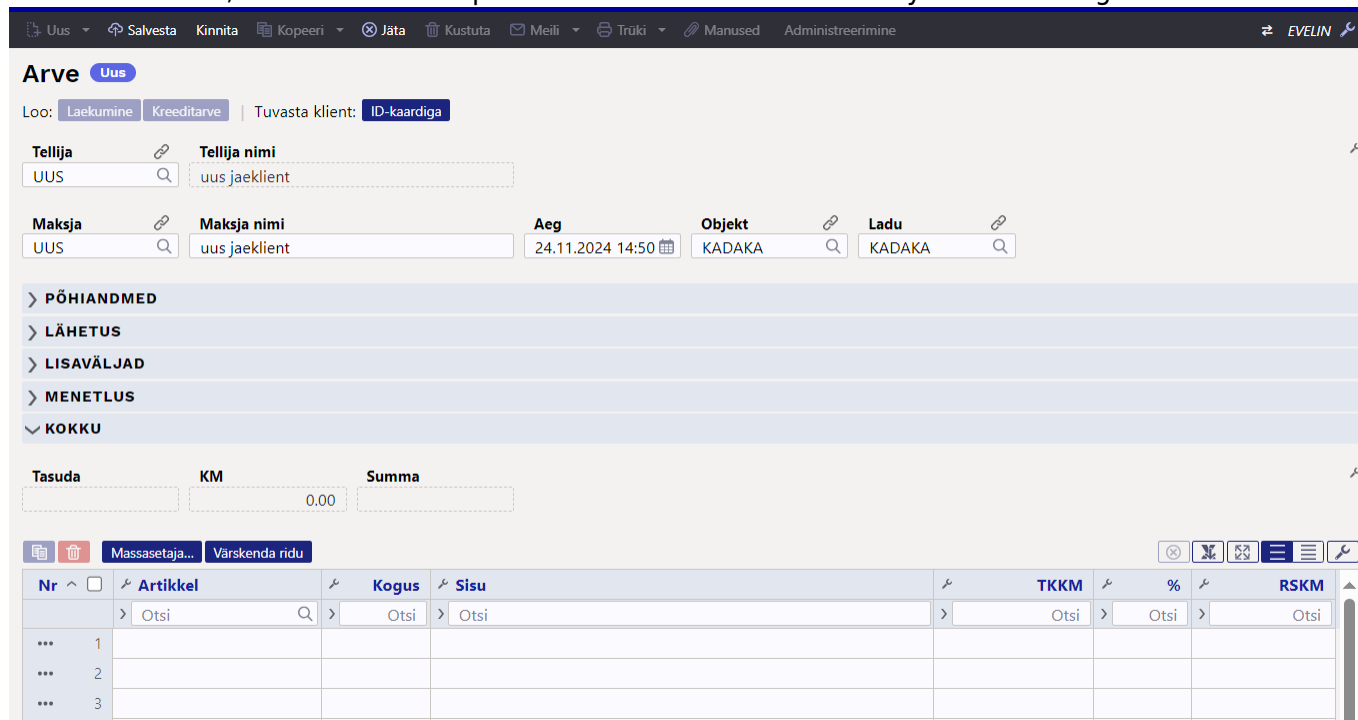 Uus Salvesta Kinnita Kopeeri Jäta Kustuta Meili Trüki Manused Administreerimine EVELIN
Arve Uus
Loo: Laekumine Kreeditarve | Tuvasta klient: ID-kaardiga
Tellija Tellija nimi
UUS uus jaeklient
Maksja Maksja nimi Aeg Objekt Ladu
UUS uus jaeklient 24.11.2024 14:50 KADAKA KADAKA
PÕHIANDMED
LÄHETUS
LISAVÄLJAD
MENETLUS
KOKKU
Tasuda KM Summa
0.00
Massasetaja... Värskenda ridu
Nr Artikkel Kogus Sisu TKKM % RSKM
Otsi Otsi Otsi Otsi Otsi Otsi
1
2
3